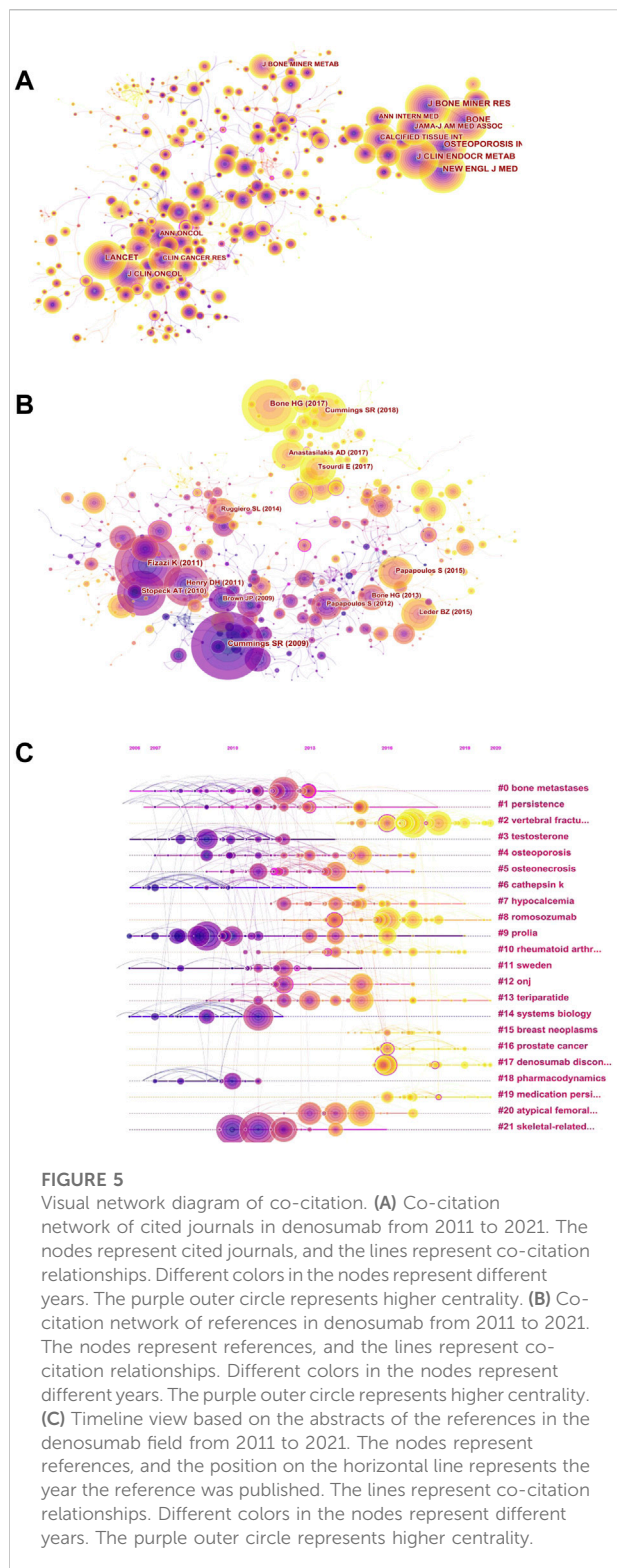 A
J BONE MINER METAB
J BONE MINER RES
ANN INTERN MED
BONE
JAMA-J AM MED ASSOC
CALCIFIED TISSUE INT
OSTEOPOROSIS IN
J CLIN ENDOCR METAB
NEW ENGL J MED
ANN ONCOL
LANCET
CLIN CANCER RES
J CLIN ONCOL
B
Bone HG (2017)
Cummings SR (2018)
Anastasilakis AD (2017)
Tsourdi E (2017)
Ruggiero SL (2014)
Fizazi K (2011)
Papapoulos S (2015)
Henry DH (2011)
Stopeck AT (2010)
Bone HG (2013)
Brown JP (2009)
Papapoulos S (2012)
Leder BZ (2015)
Cummings SR (2009)
C
2007 2010 2013 2016 2019 2020
#0 bone metastases
#1 persistence
#2 vertebral fractu...
#3 testosterone
#4 osteoporosis
#5 osteonecrosis
#6 cathepsin k
#7 hypocalcemia
#8 romosozumab
#9 prolia
#10 rheumatoid arthr...
#11 sweden
#12 onj
#13 teriparatide
#14 systems biology
#15 breast neoplasms
#16 prostate cancer
#17 denosumab discon...
#18 pharmacodynamics
#19 medication persi...
#20 atypical femoral...
#21 skeletal-related...
FIGURE 5
Visual network diagram of co-citation. (A) Co-citation
network of cited journals in denosumab from 2011 to 2021. The
nodes represent cited journals, and the lines represent co-citation
relationships. Different colors in the nodes represent different
years. The purple outer circle represents higher centrality. (B) Co-
citation network of references in denosumab from 2011 to 2021.
The nodes represent references, and the lines represent co-
citation relationships. Different colors in the nodes represent
different years. The purple outer circle represents higher centrality.
(C) Timeline view based on the abstracts of the references in the
denosumab field from 2011 to 2021. The nodes represent
references, and the position on the horizontal line represents the
year the reference was published. The lines represent co-citation
relationships. Different colors in the nodes represent different
years. The purple outer circle represents higher centrality.